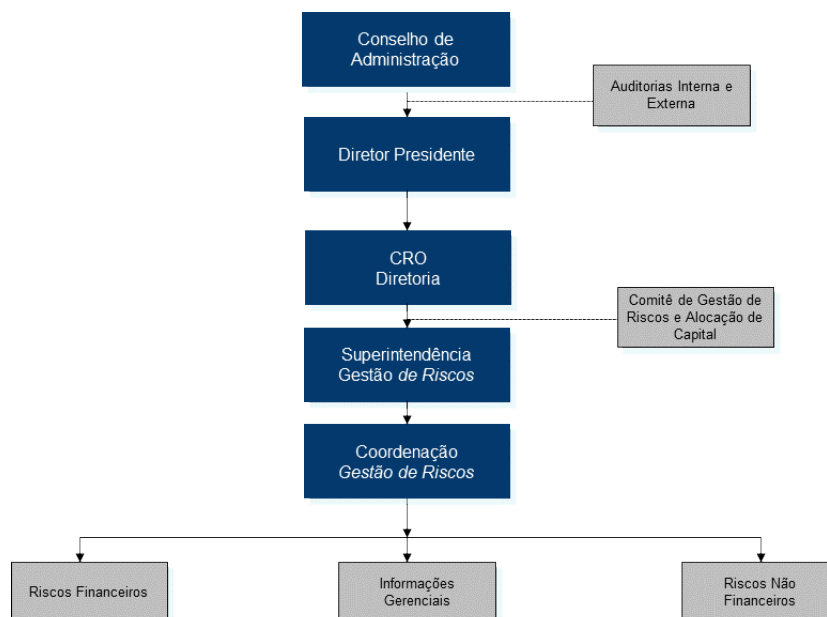 Conselho de
Administração
Auditorias Interna e
Externa
Diretor Presidente
CRO
Diretoria
Comitê de Gestão de
Riscos e Alocação de
Capital
Superintendência
Gestão de Riscos
Coordenação
Gestão de Riscos
Riscos Financeiros
Informações
Gerenciais
Riscos Não
Financeiros